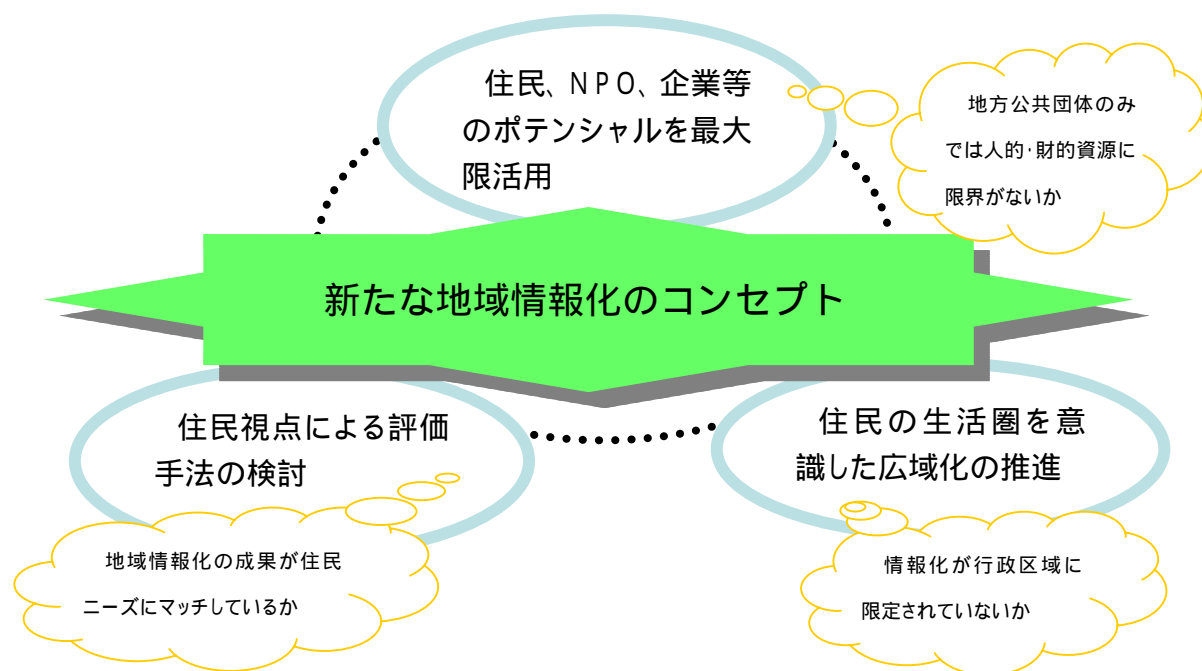 住民、NPO、企業等
のポテンシャルを最大
限活用
地方公共団体のみ
では人的・財的資源に
限界がないか
新たな地域情報化のコンセプト
住民視点による評価
手法の検討
住民の生活圏を意
識した広域化の推進
地域情報化の成果が住民
ニーズにマッチしているか
情報化が行政区域に
限定されていないか